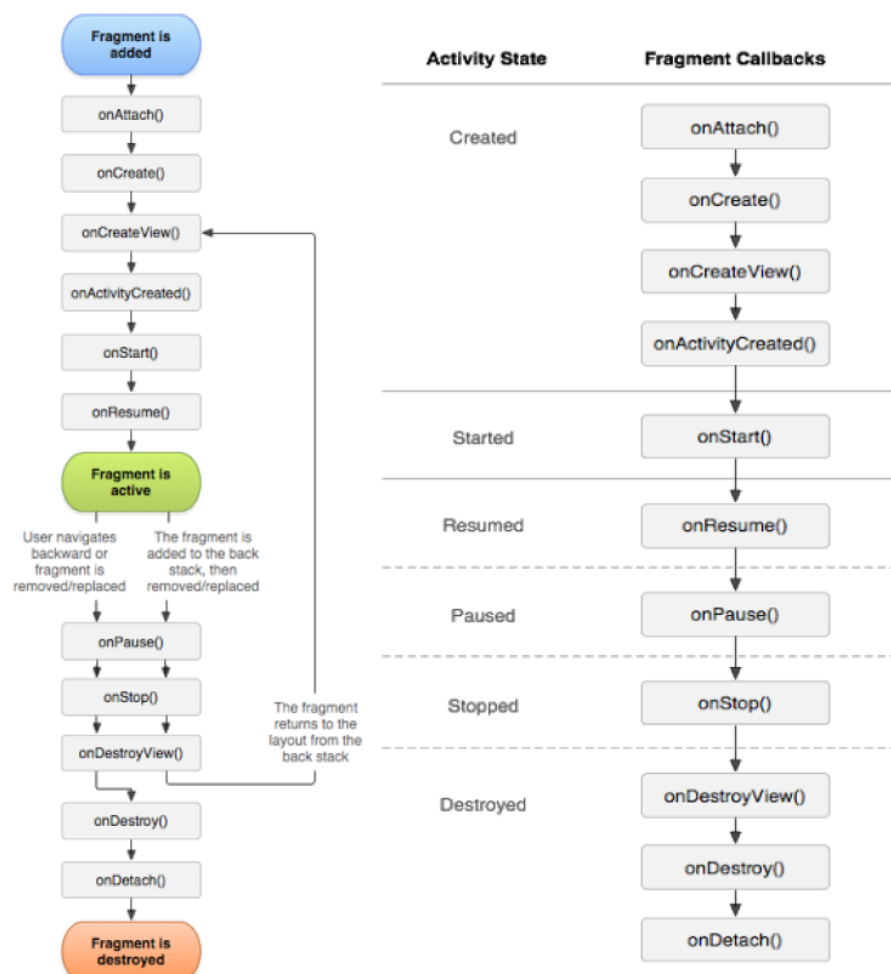 Fragment is
added
onAttach()
onCreate()
onCreateView()
onActivityCreated()
onStart()
onResume()
Fragment is
active
User navigates
backward or
fragment is
removed/replaced
The fragment is
added to the back
stack, then
removed/replaced
onPause()
onStop()
onDestroyView()
The fragment
returns to the
layout from the
back stack
onDestroy()
onDetach()
Fragment is
destroyed
Activity State
Fragment Callbacks
Created
onAttach()
onCreate()
onCreateView()
onActivityCreated()
Started
onStart()
Resumed
onResume()
Paused
onPause()
Stopped
onStop()
Destroyed
onDestroyView()
onDestroy()
onDetach()